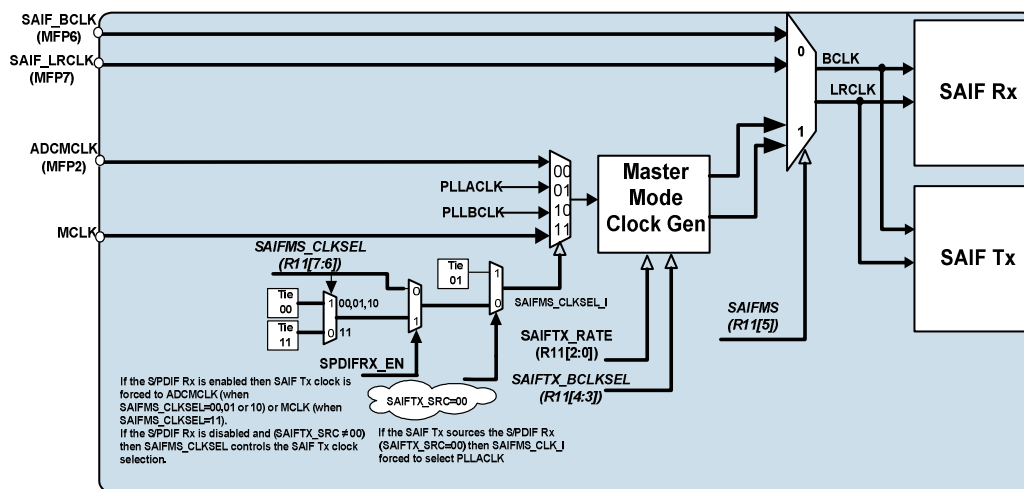 SAIF_BCLK
(MFP6)
SAIF_LRCLK
(MFP7)
0
BCLK
LRCLK
1
SAIF Rx
ADCMCLK
(MFP2)
PLLACLK
PLLBCLK
MCLK
00
01
10
11
Master
Mode
Clock Gen
SAIF Tx
SAIFMS_CLKSEL
(R11[7:6])
Tie
00
Tie
11
1
0
00,01,10
11
0
1
Tie
01
1
0
SAIFMS_CLKSEL_I
SPDIFRX_EN
SAIFTX_SRC=00
SAIFTX_RATE
(R11[2:0])
SAIFTX_BCLKSEL
(R11[4:3])
SAIFMS
(R11[5])
If the S/PDIF Rx is enabled then SAIF Tx clock is
forced to ADCMCLK (when
SAIFMS_CLKSEL=00,01 or 10) or MCLK (when
SAIFMS_CLKSEL=11).
If the S/PDIF Rx is disabled and (SAIFTX_SRC ≠ 00)
then SAIFMS_CLKSEL controls the SAIF Tx clock
selection.
If the SAIF Tx sources the S/PDIF Rx
(SAIFTX_SRC=00) then SAIFMS_CLK_I
forced to select PLLACLK